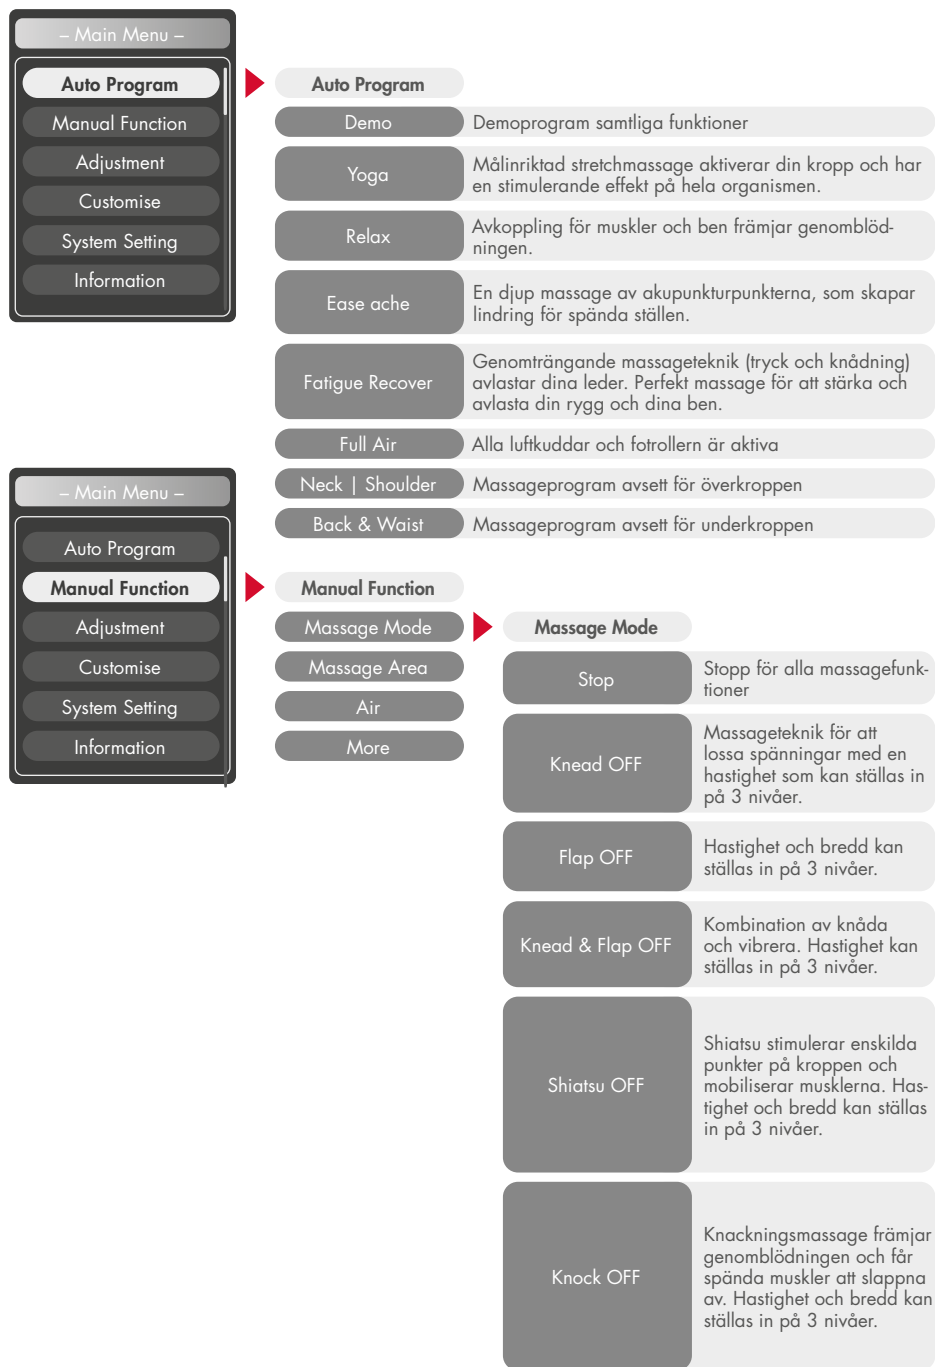 – Main Menu –
Auto Program
Manual Function
Adjustment
Customise
System Setting
Information
Auto Program
Demo
Demoprogram samtliga funktioner
Yoga
Målinriktad stretchmassage aktiverar din kropp och har
en stimulerande effekt på hela organismen.
Relax
Avkoppling för muskler och ben främjar genomblöd-
ningen.
Ease ache
En djup massage av akupunkturpunkterna, som skapar
lindring för spända ställen.
Fatigue Recover
Genomträngande massageteknik (tryck och knådning)
avlastar dina leder. Perfekt massage för att stärka och
avlasta din rygg och dina ben.
Full Air
Alla luftkuddar och fotrollern är aktiva
Neck | Shoulder
Massageprogram avsett för överkroppen
Back & Waist
Massageprogram avsett för underkroppen
– Main Menu –
Auto Program
Manual Function
Adjustment
Customise
System Setting
Information
Manual Function
Massage Mode
Massage Area
Air
More
Massage Mode
Stop
Stopp för alla massagefunk-
tioner
Knead OFF
Massageteknik för att
lossa spänningar med en
hastighet som kan ställas in
på 3 nivåer.
Flap OFF
Hastighet och bredd kan
ställas in på 3 nivåer.
Knead & Flap OFF
Kombination av knåda
och vibrera. Hastighet kan
ställas in på 3 nivåer.
Shiatsu OFF
Shiatsu stimulerar enskilda
punkter på kroppen och
mobiliserar musklerna. Has-
tighet och bredd kan ställas
in på 3 nivåer.
Knock OFF
Knackningsmassage främjar
genomblödningen och får
spända muskler att slappna
av. Hastighet och bredd kan
ställas in på 3 nivåer.